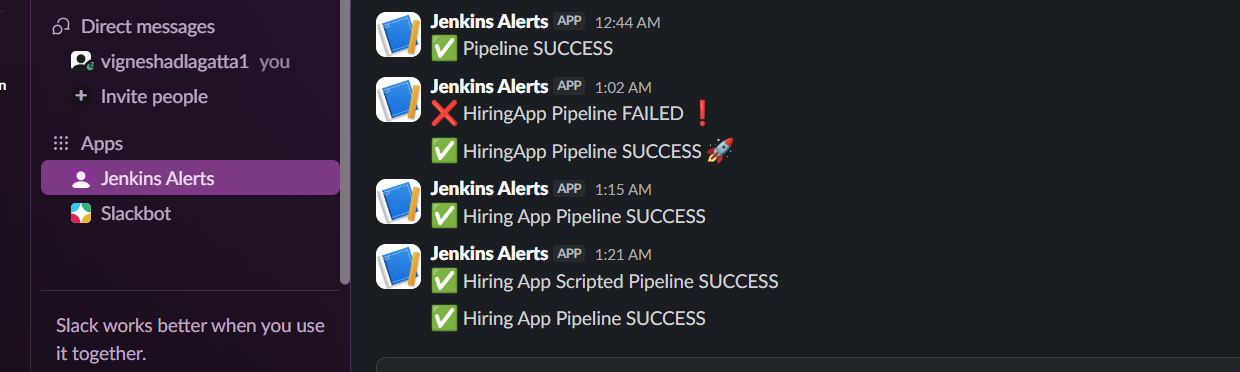 Direct messages
vigneshadlagatta1 you
Invite people
Apps
Jenkins Alerts
Slackbot
Slack works better when you use
it together.
Jenkins Alerts APP 12:44 AM
✅ Pipeline SUCCESS
Jenkins Alerts APP 1:02 AM
❌ HiringApp Pipeline FAILED ❗
✅ HiringApp Pipeline SUCCESS 🚀
Jenkins Alerts APP 1:15 AM
✅ Hiring App Pipeline SUCCESS
Jenkins Alerts APP 1:21 AM
✅ Hiring App Scripted Pipeline SUCCESS
✅ Hiring App Pipeline SUCCESS